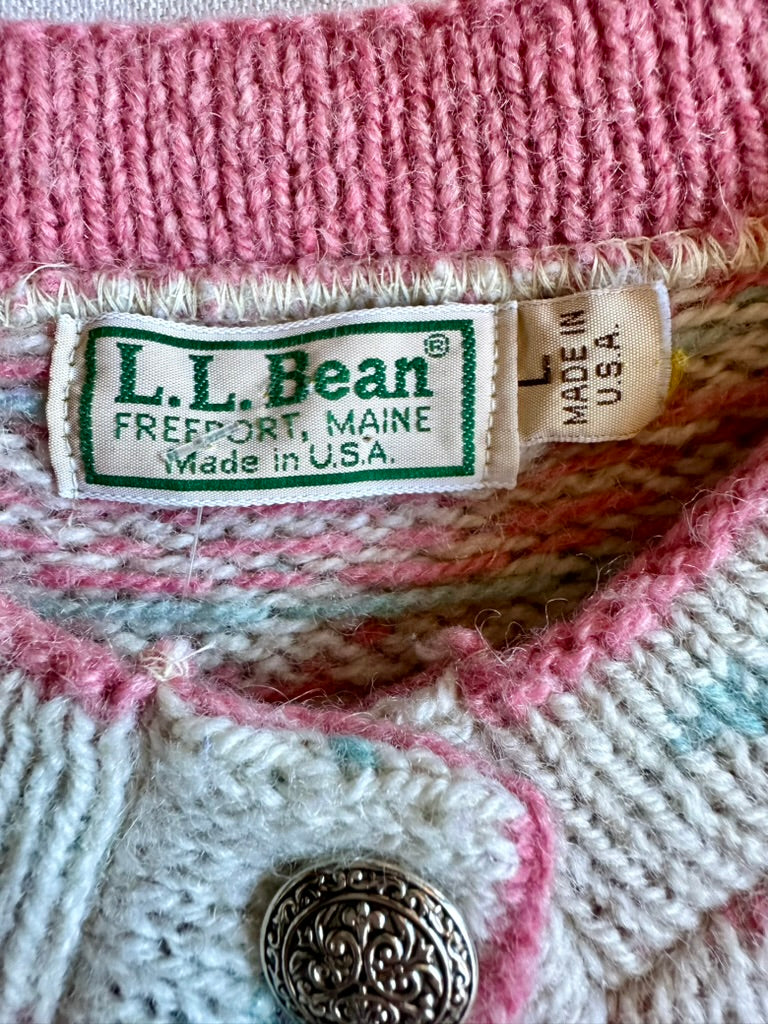 L.L.Bean®
FREEPORT, MAINE
Made in U.S.A.
L
MADE IN
U.S.A.